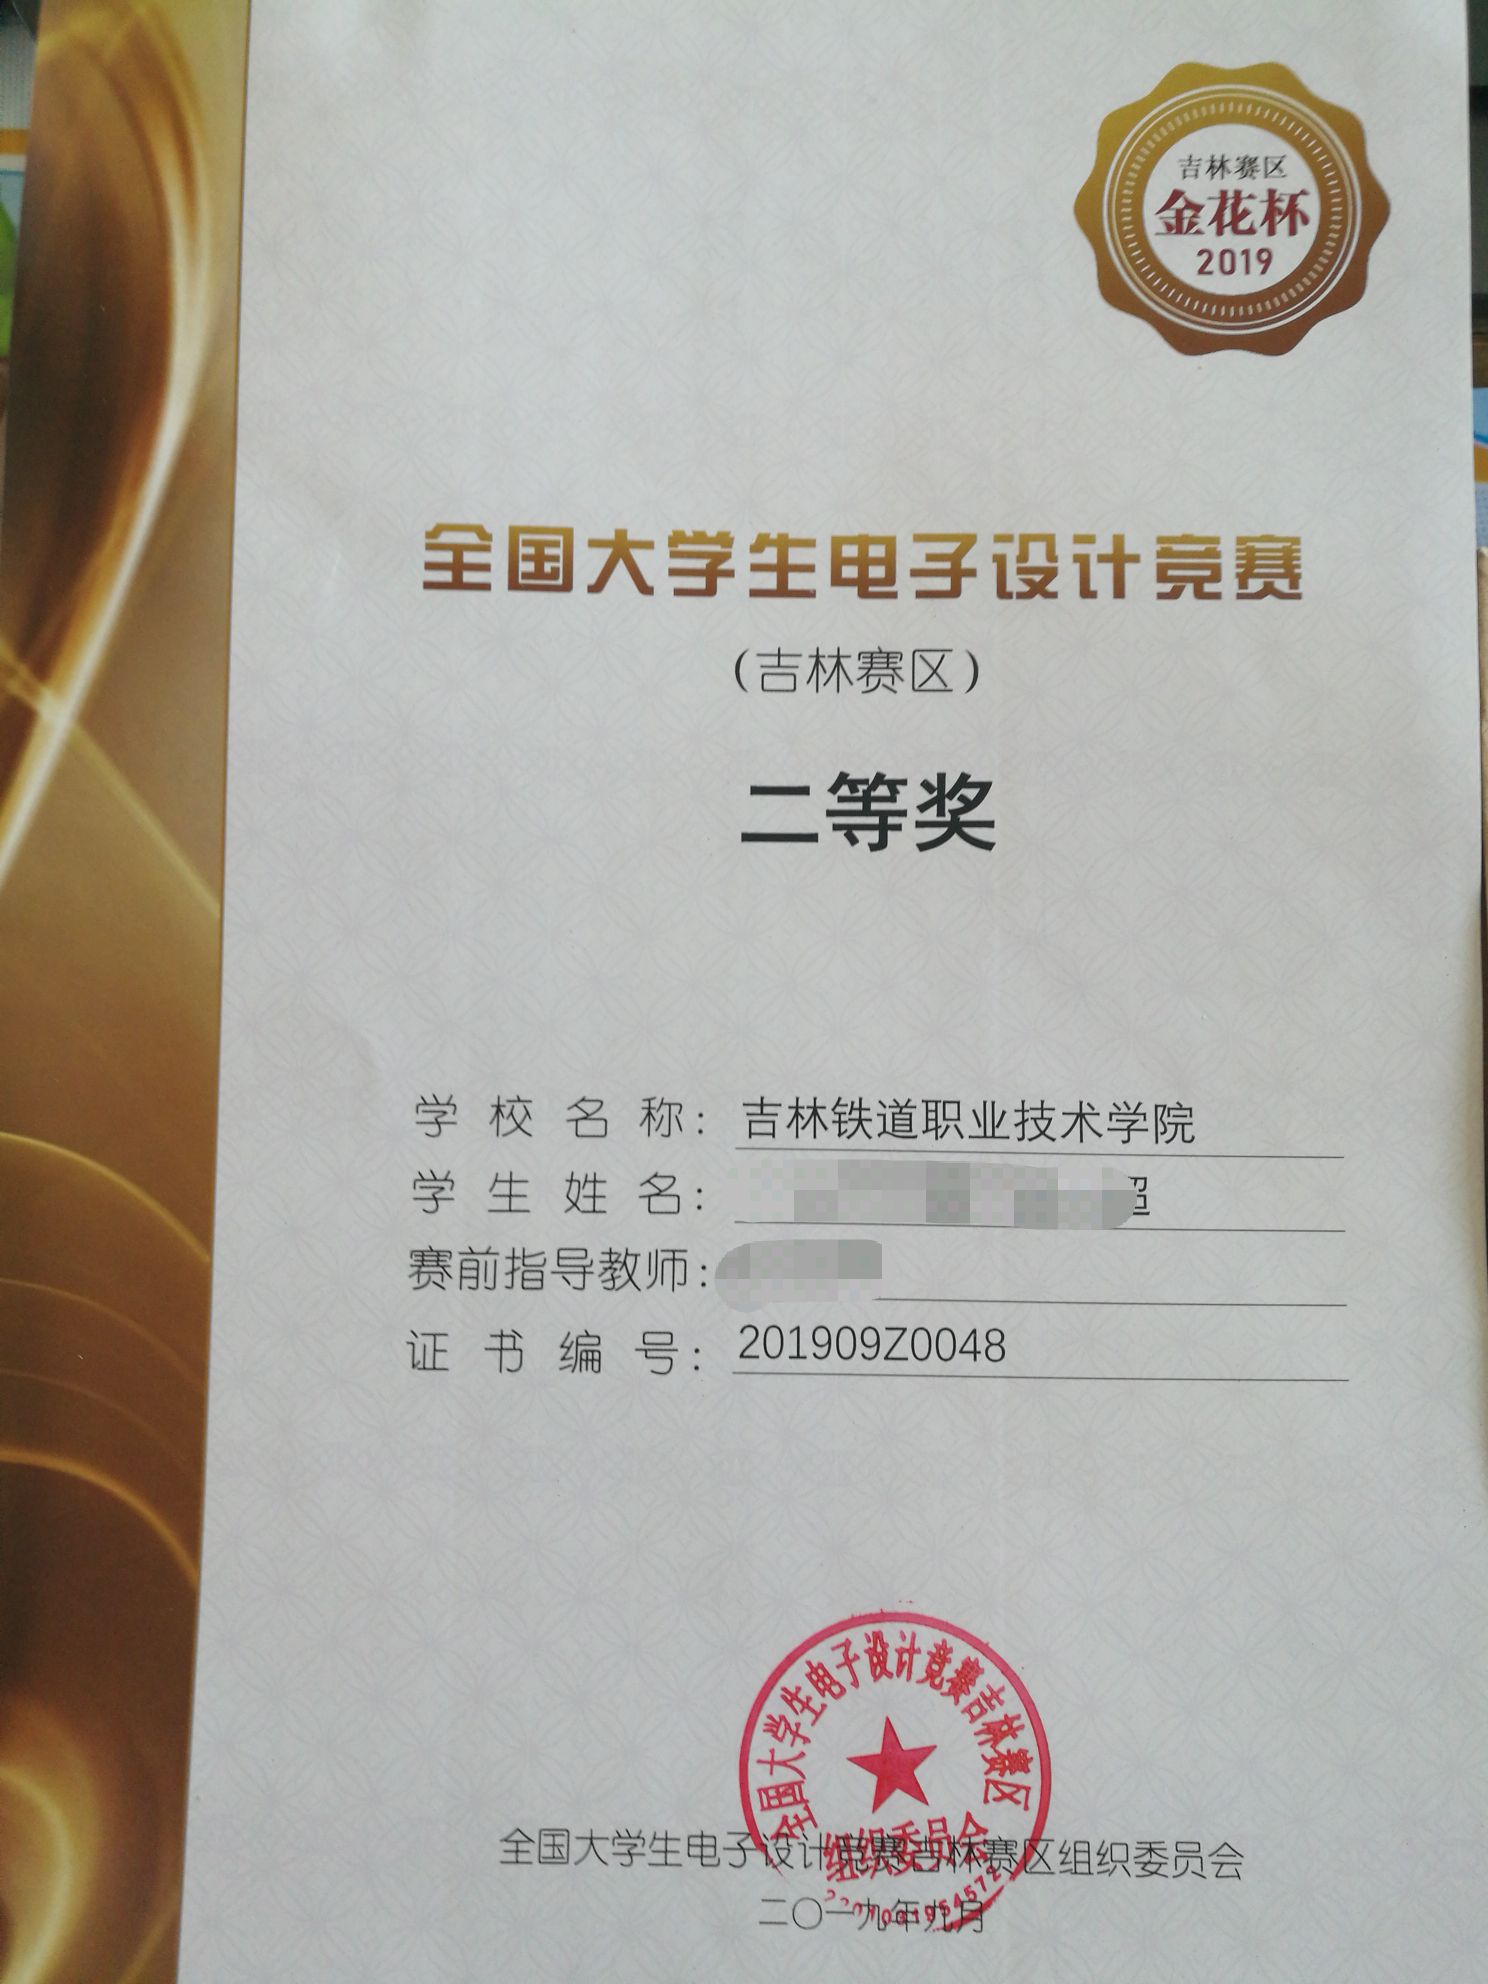 吉林赛区
金花杯
2019
全国大学生电子设计竞赛
(吉林赛区)
二等奖
学校名称: 吉林铁道职业技术学院
学生姓名: 超
赛前指导教师:
证书编号: 201909Z0048
全国大学生电子设计竞赛吉林赛区
组织委员会
全国大学生电子设计竞赛吉林赛区组织委员会
二〇一九年九月